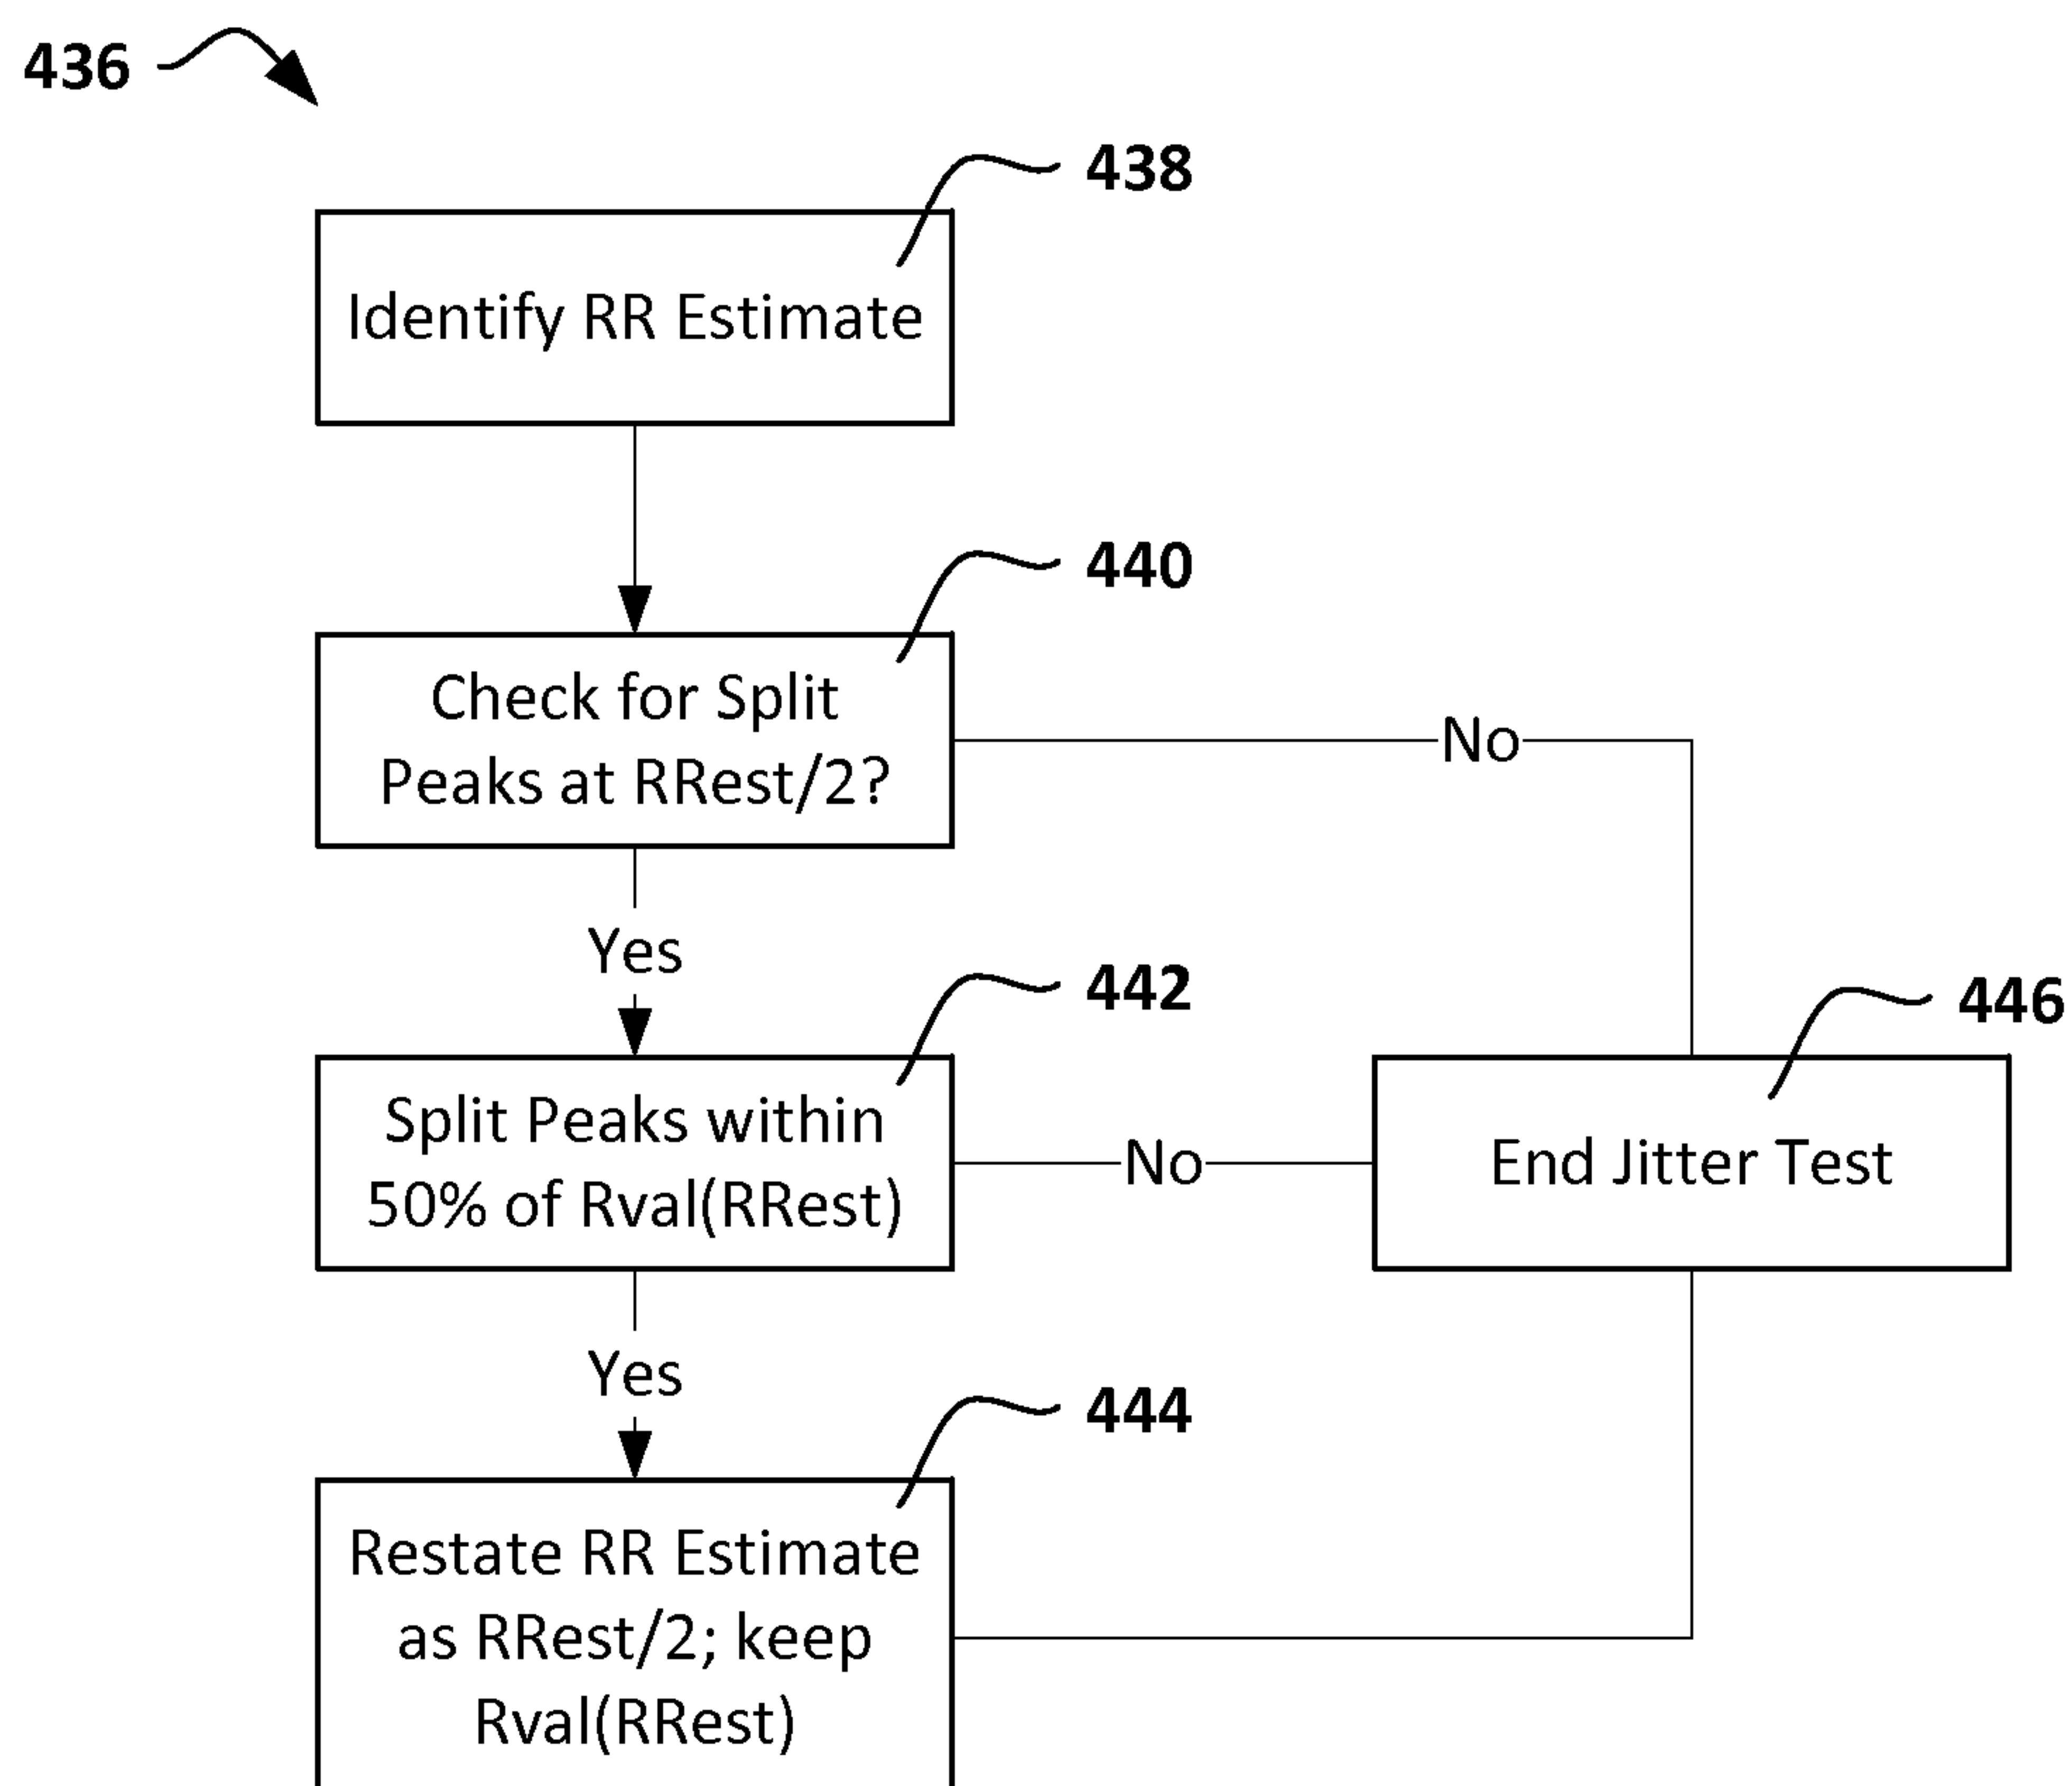 436
438
Identify RR Estimate
440
Check for Split
Peaks at RRest/2?
No
Yes
442
446
Split Peaks within
50% of Rval(RRest)
No
End Jitter Test
Yes
444
Restate RR Estimate
as RRest/2; keep
Rval(RRest)